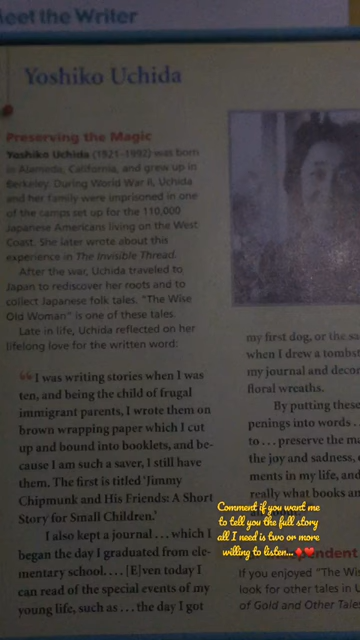 eet the Writer
Yoshiko Uchida
Preserving the Magic
Yoshiko Uchida (1921–1992) was born
in Alameda, California, and grew up in
Berkeley. During World War II, Uchida
and her family were imprisoned in one
of the camps set up for the 110,000
Japanese Americans living on the West
Coast. She later wrote about this
experience in The Invisible Thread.
After the war, Uchida traveled to
Japan to rediscover her roots and to
collect Japanese folk tales. "The Wise
Old Woman" is one of these tales.
Late in life, Uchida reflected on her
lifelong love for the written word:
"I was writing stories when I was
ten, and being the child of frugal
immigrant parents, I wrote them on
brown wrapping paper which I cut
up and bound into booklets, and be-
cause I am such a saver, I still have
them. The first is titled 'Jimmy
Chipmunk and His Friends: A Short
Story for Small Children.'
I also kept a journal . . . which I
began the day I graduated from ele-
mentary school. . . . [E]ven today I
can read of the special events of my
young life, such as . . . the day I got
my first dog, or the sa
when I drew a tombst
my journal and decor
floral wreaths.
By putting these
penings into words . .
to . . . preserve the ma
the joy and sadness,
ments in my life, and
really what books an
Comment if you want me
to tell you the full story
all I need is two or more
willing to listen...♥️♥️
pendent
If you enjoyed "The Wis
look for other tales in U
of Gold and Other Tales